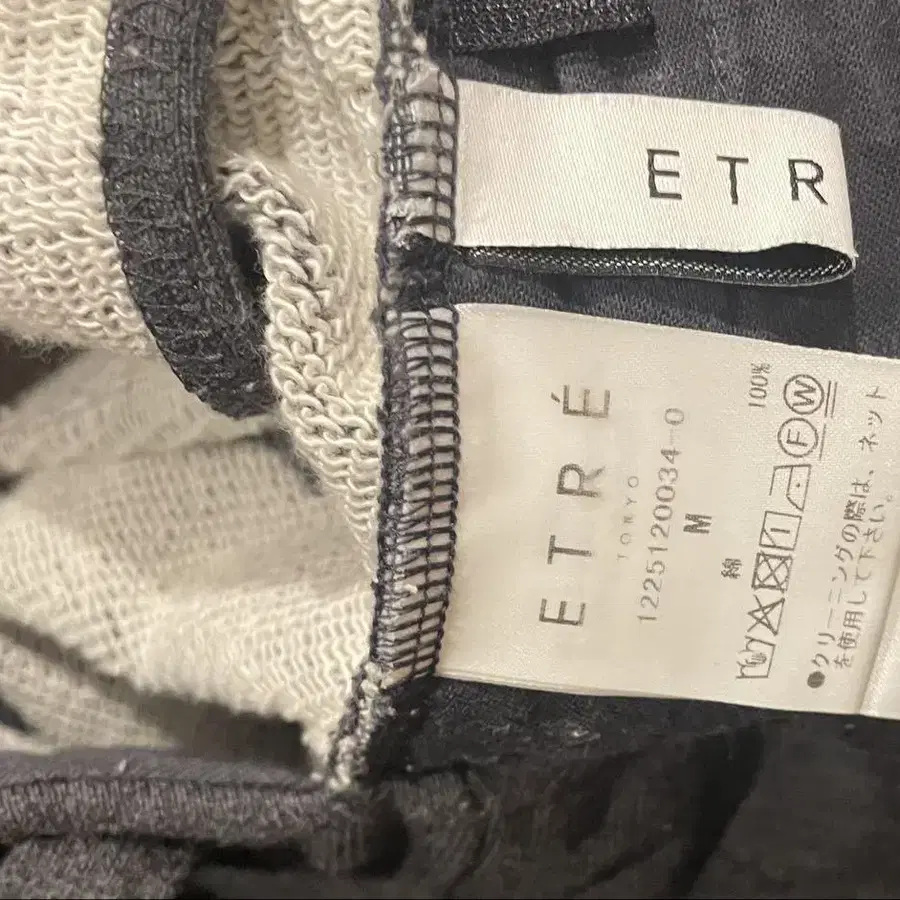 ETR
ETRÉ
TOKYO
1225120034-0
M
綿 100%
F W
●クリーニングの際は、ネット
を使用して下さい。